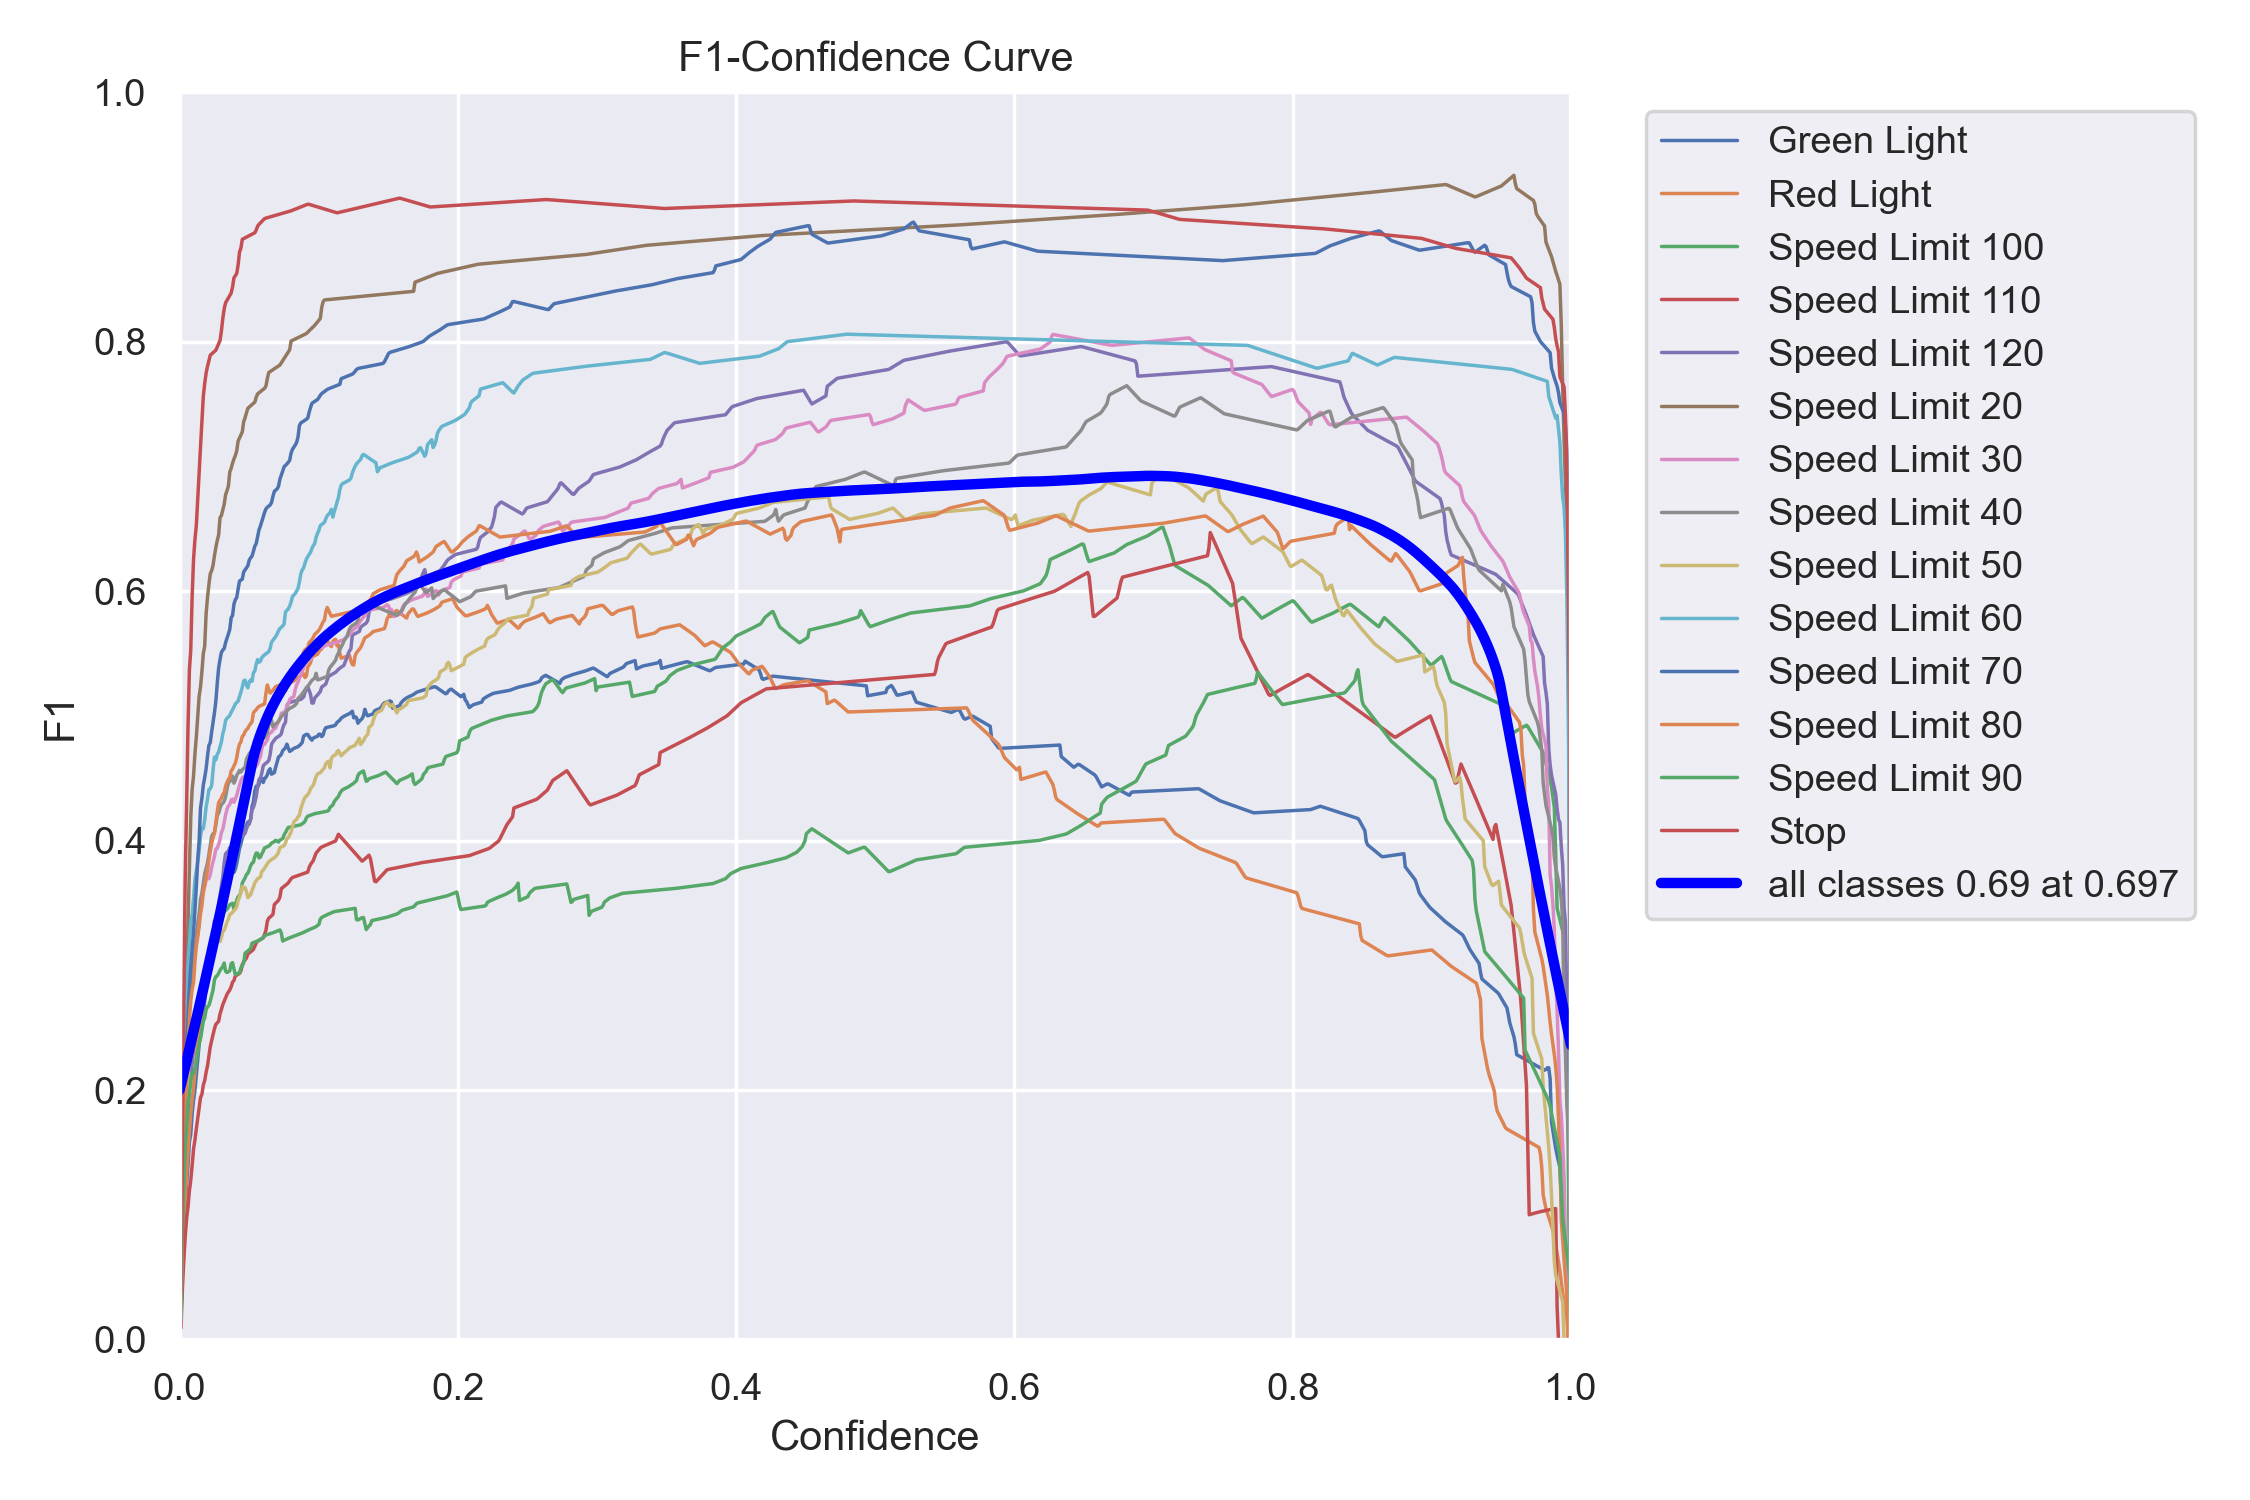 F1-Confidence Curve
1.0
0.8
0.6
0.4
0.2
0.0
F1
0.0 0.2 0.4 0.6 0.8 1.0
Confidence
Green Light
Red Light
Speed Limit 100
Speed Limit 110
Speed Limit 120
Speed Limit 20
Speed Limit 30
Speed Limit 40
Speed Limit 50
Speed Limit 60
Speed Limit 70
Speed Limit 80
Speed Limit 90
Stop
all classes 0.69 at 0.697